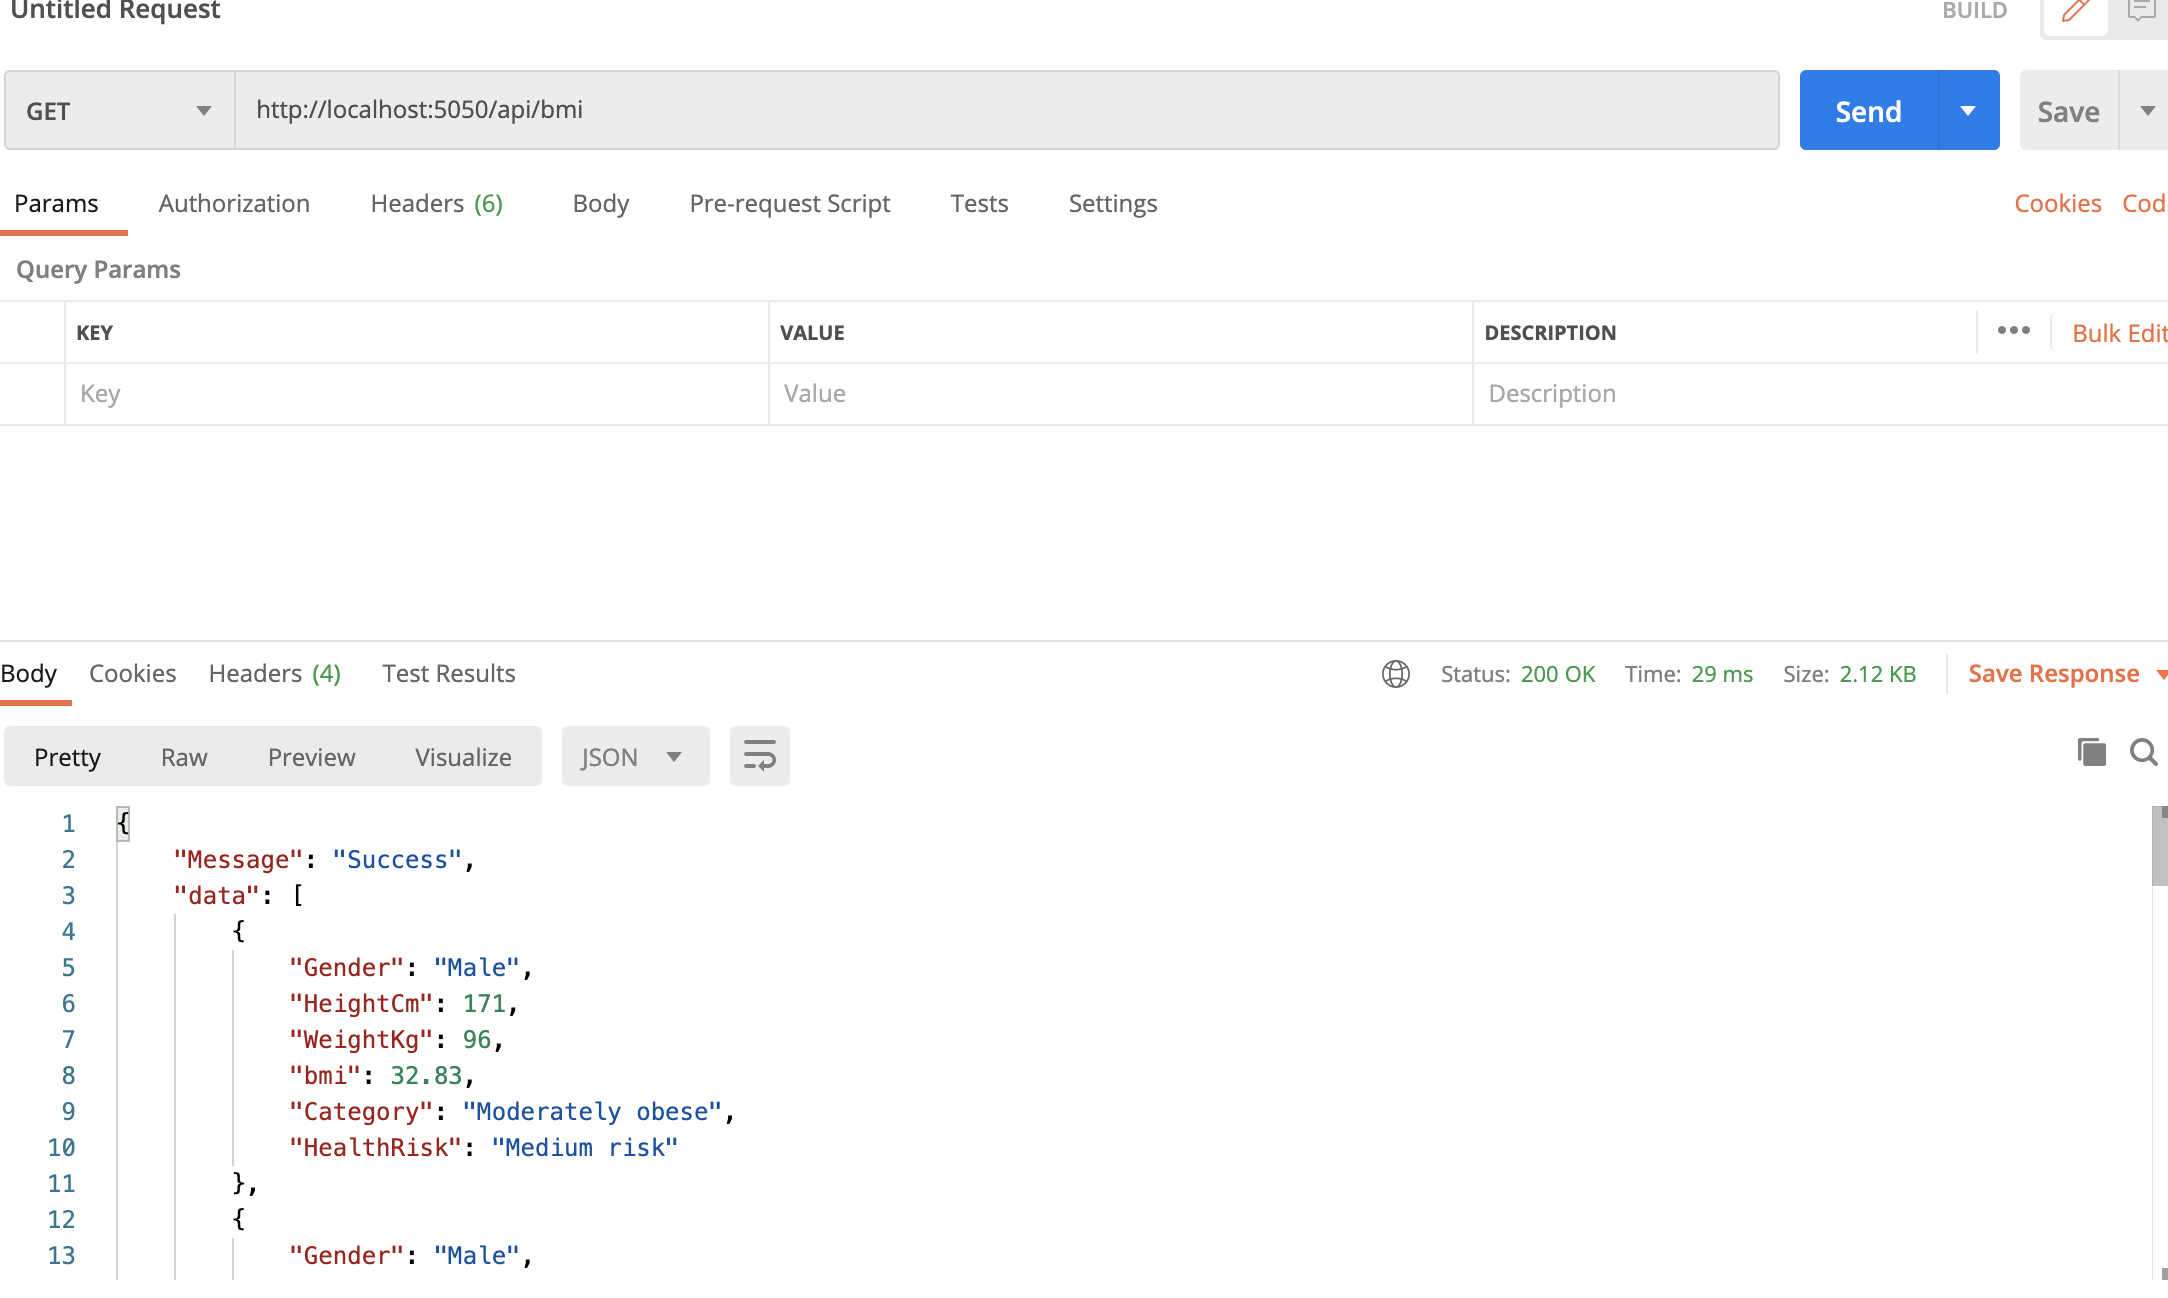 Untitled Request
BUILD
GET
http://localhost:5050/api/bmi
Send
Save
Params
Authorization
Headers (6)
Body
Pre-request Script
Tests
Settings
Cookies
Cod
Query Params
KEY
VALUE
DESCRIPTION
Bulk Edit
Key
Value
Description
Body
Cookies
Headers (4)
Test Results
Status: 200 OK
Time: 29 ms
Size: 2.12 KB
Save Response
Pretty
Raw
Preview
Visualize
JSON
1 {
2 "Message": "Success",
3 "data": [
4 {
5 "Gender": "Male",
6 "HeightCm": 171,
7 "WeightKg": 96,
8 "bmi": 32.83,
9 "Category": "Moderately obese",
10 "HealthRisk": "Medium risk"
11 },
12 {
13 "Gender": "Male",